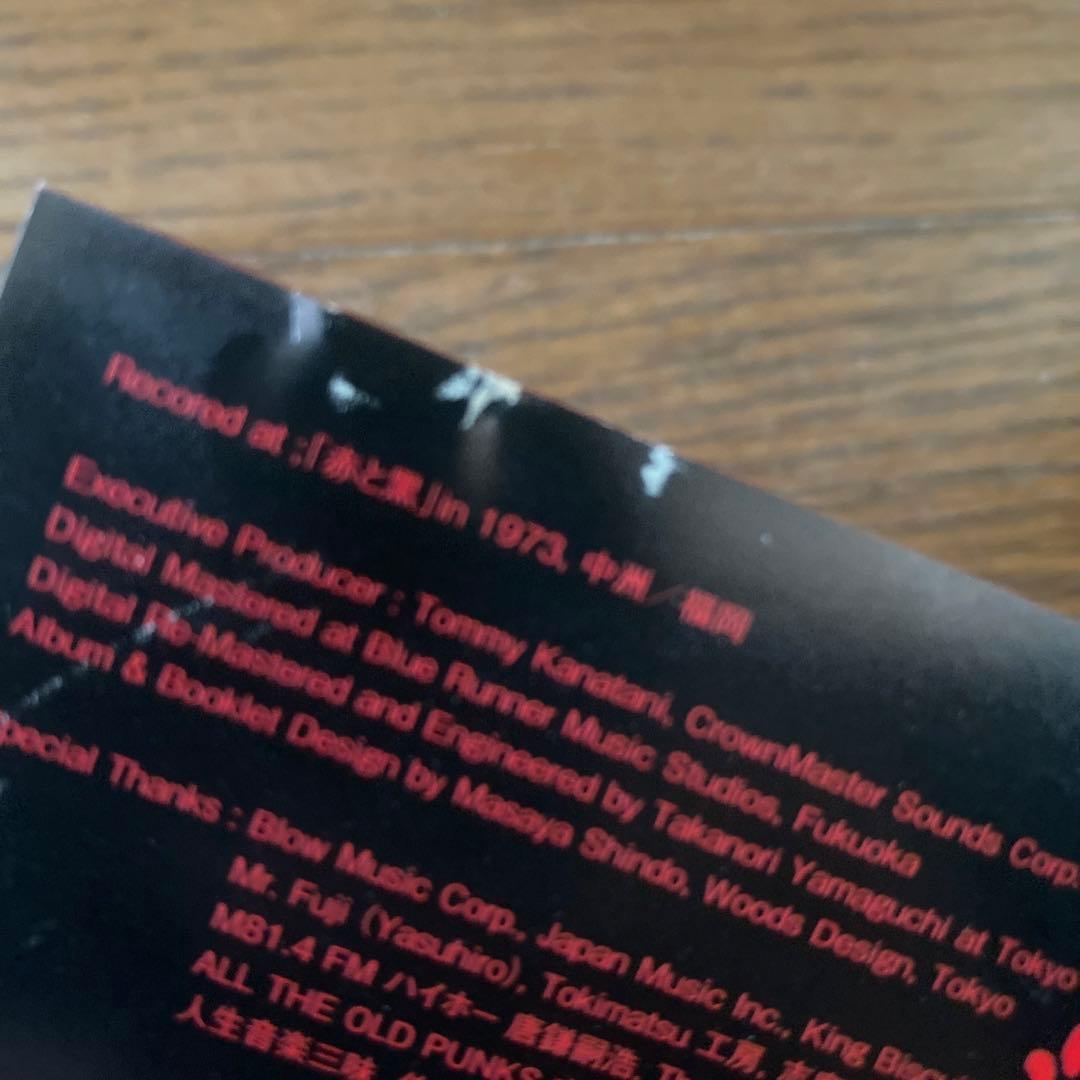 Recored at ;「赤と黒」in 1973, 中洲／福岡
Executive Producer : Tommy Kanatani, CrownMaster Sounds Corp.
Digital Mastered at Blue Runner Music Studios, Fukuoka
Digital Re-Mastered and Engineered by Takanori Yamaguchi at Tokyo
Album & Booklet Design by Masaya Shindo, Woods Design, Tokyo
Special Thanks : Blow Music Corp., Japan Music Inc., King
Mr. Fuji (Yasuhiro), Tokimatsu 工房,
M81.4 FM ハイホー
ALL THE OLD PUNKS
人生音楽三昧